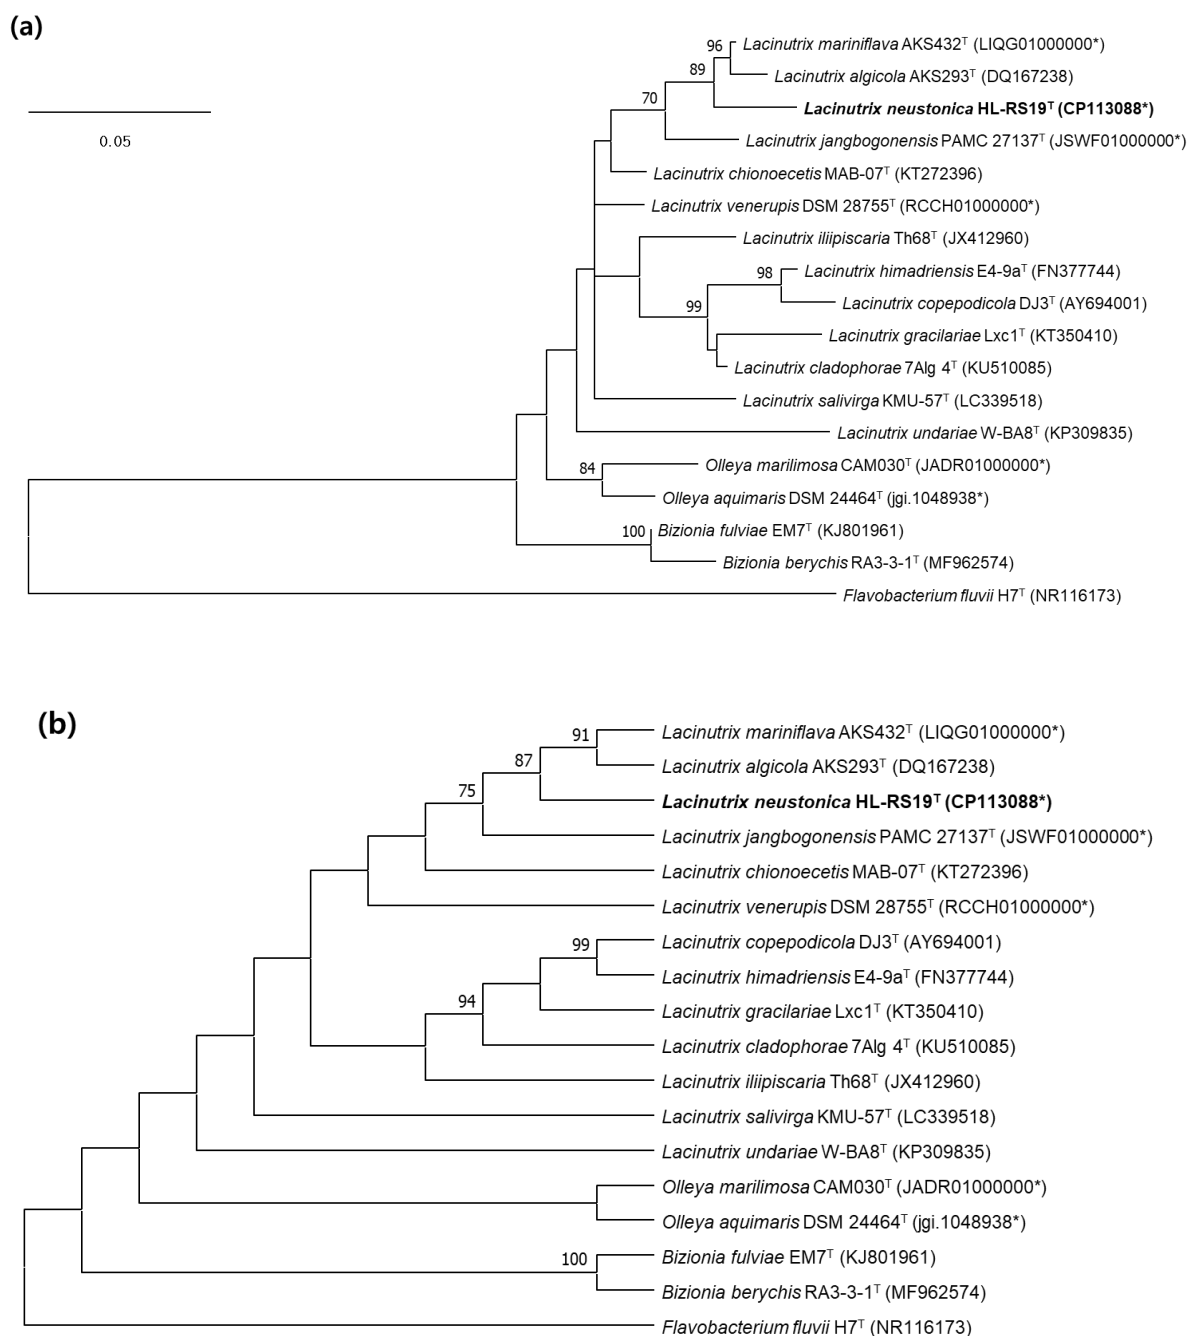 (a)
96
Lacinutrix mariniflava AKS432ᵀ (LIQG01000000*)
89
Lacinutrix algicola AKS293ᵀ (DQ167238)
70
Lacinutrix neustonica HL-RS19ᵀ (CP113088*)
0.05
Lacinutrix jangbogonensis PAMC 27137ᵀ (JSWF01000000*)
Lacinutrix chionoecetis MAB-07ᵀ (KT272396)
Lacinutrix venerupis DSM 28755ᵀ (RCCH01000000*)
Lacinutrix iliipiscaria Th68ᵀ (JX412960)
98
Lacinutrix himadriensis E4-9aᵀ (FN377744)
Lacinutrix copepodicola DJ3ᵀ (AY694001)
99
Lacinutrix gracilariae Lxc1ᵀ (KT350410)
Lacinutrix cladophorae 7Alg 4ᵀ (KU510085)
Lacinutrix salivirga KMU-57ᵀ (LC339518)
Lacinutrix undariae W-BA8ᵀ (KP309835)
84
Olleya marilimosa CAM030ᵀ (JADR01000000*)
Olleya aquimaris DSM 24464ᵀ (jgi.1048938*)
100
Bizionia fulviae EM7ᵀ (KJ801961)
Bizionia berychis RA3-3-1ᵀ (MF962574)
Flavobacterium fluvii H7ᵀ (NR116173)
(b)
91
Lacinutrix mariniflava AKS432ᵀ (LIQG01000000*)
87
Lacinutrix algicola AKS293ᵀ (DQ167238)
75
Lacinutrix neustonica HL-RS19ᵀ (CP113088*)
Lacinutrix jangbogonensis PAMC 27137ᵀ (JSWF01000000*)
Lacinutrix chionoecetis MAB-07ᵀ (KT272396)
Lacinutrix venerupis DSM 28755ᵀ (RCCH01000000*)
99
Lacinutrix copepodicola DJ3ᵀ (AY694001)
Lacinutrix himadriensis E4-9aᵀ (FN377744)
94
Lacinutrix gracilariae Lxc1ᵀ (KT350410)
Lacinutrix cladophorae 7Alg 4ᵀ (KU510085)
Lacinutrix iliipiscaria Th68ᵀ (JX412960)
Lacinutrix salivirga KMU-57ᵀ (LC339518)
Lacinutrix undariae W-BA8ᵀ (KP309835)
Olleya marilimosa CAM030ᵀ (JADR01000000*)
Olleya aquimaris DSM 24464ᵀ (jgi.1048938*)
100
Bizionia fulviae EM7ᵀ (KJ801961)
Bizionia berychis RA3-3-1ᵀ (MF962574)
Flavobacterium fluvii H7ᵀ (NR116173)